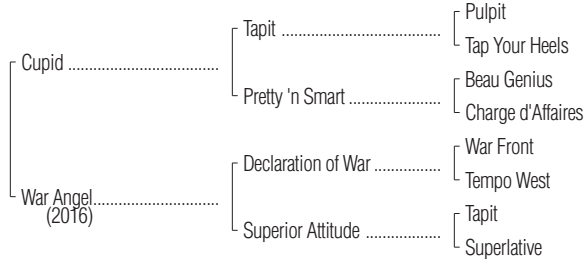 Pulpit
Tapit ....................................
Tap Your Heels
Cupid ..................................
Beau Genius
Pretty 'n Smart .....................
Charge d'Affaires
War Front
Declaration of War ...............
Tempo West
War Angel............................
(2016)
Tapit
Superior Attitude .................
Superlative